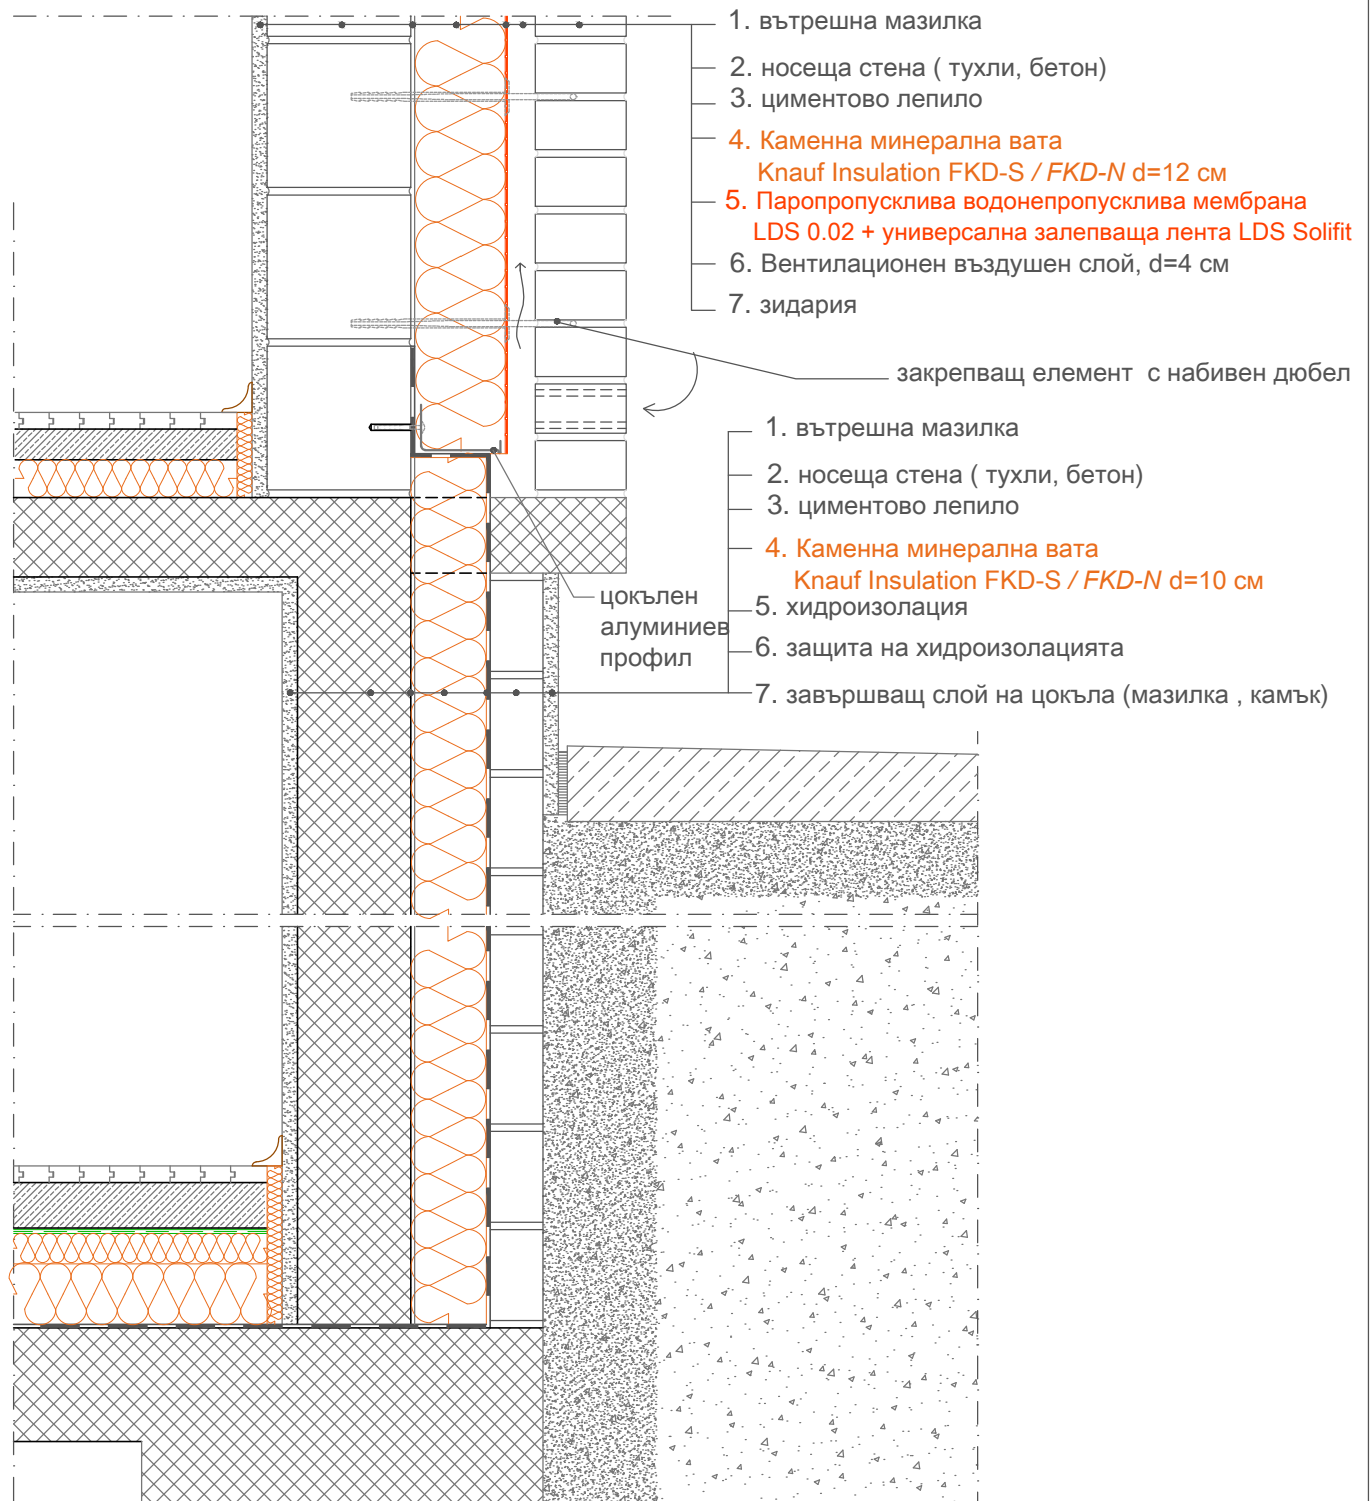 1. вътрешна мазилка
2. носеща стена ( тухли, бетон)
3. циментово лепило
4. Каменна минерална вата
Knauf Insulation FKD-S / FKD-N d=12 см
5. Паропропусклива водонепропусклива мембрана
LDS 0.02 + универсална залепваща лента LDS Solifit
6. Вентилационен въздушен слой, d=4 см
7. зидария
закрепващ елемент с набивен дюбел
1. вътрешна мазилка
2. носеща стена ( тухли, бетон)
3. циментово лепило
4. Каменна минерална вата
Knauf Insulation FKD-S / FKD-N d=10 см
5. хидроизолация
6. защита на хидроизолацията
7. завършващ слой на цокъла (мазилка , камък)
цокълен
алуминиев
профил